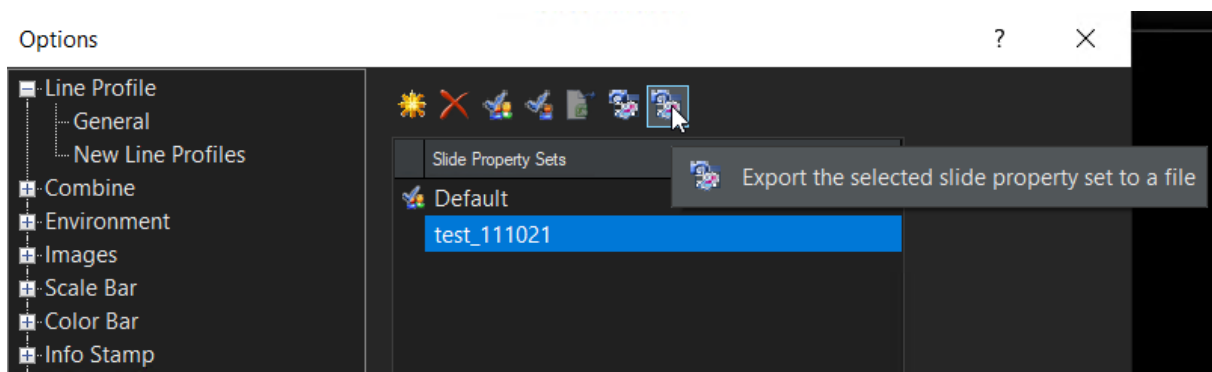 Options
?
Line Profile
General
New Line Profiles
Combine
Environment
Images
Scale Bar
Color Bar
Info Stamp
Slide Property Sets
Export the selected slide property set to a file
Default
test_111021